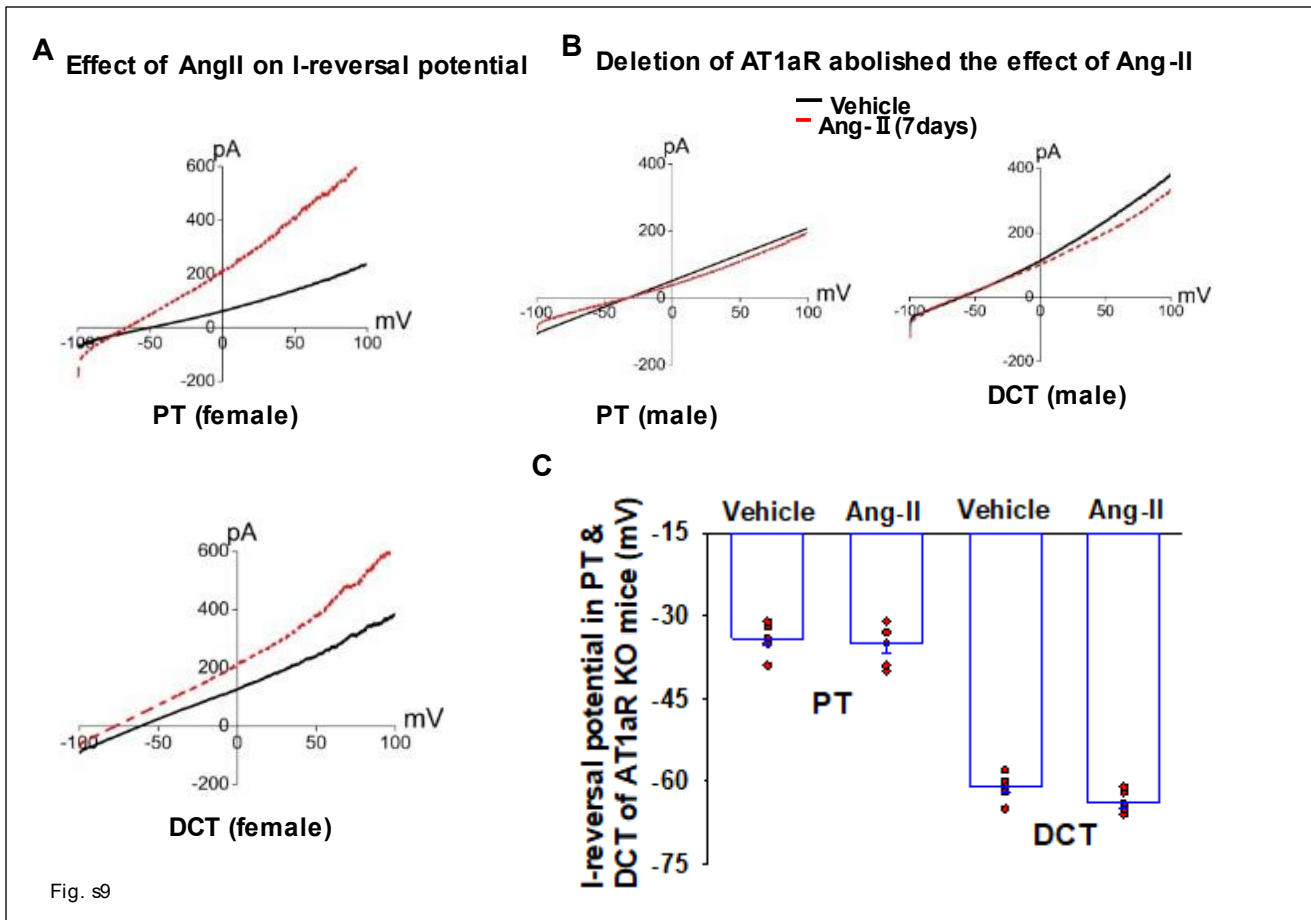 A Effect of AngII on I-reversal potential
B Deletion of AT1aR abolished the effect of Ang-II
Vehicle
Ang-Ⅱ(7days)
pA
600
400
200
0
-200
-100
-50
0
50
100
mV
PT (female)
pA
400
200
0
-200
-100
-50
0
50
100
mV
PT (male)
pA
400
200
0
-200
-100
-50
0
50
100
mV
DCT (male)
pA
600
400
200
0
-200
-100
-50
0
50
100
mV
DCT (female)
C
I-reversal potential in PT &
DCT of AT1aR KO mice (mV)
Vehicle Ang-II Vehicle Ang-II
-15
-30
-45
-60
-75
PT
DCT
Fig. s9